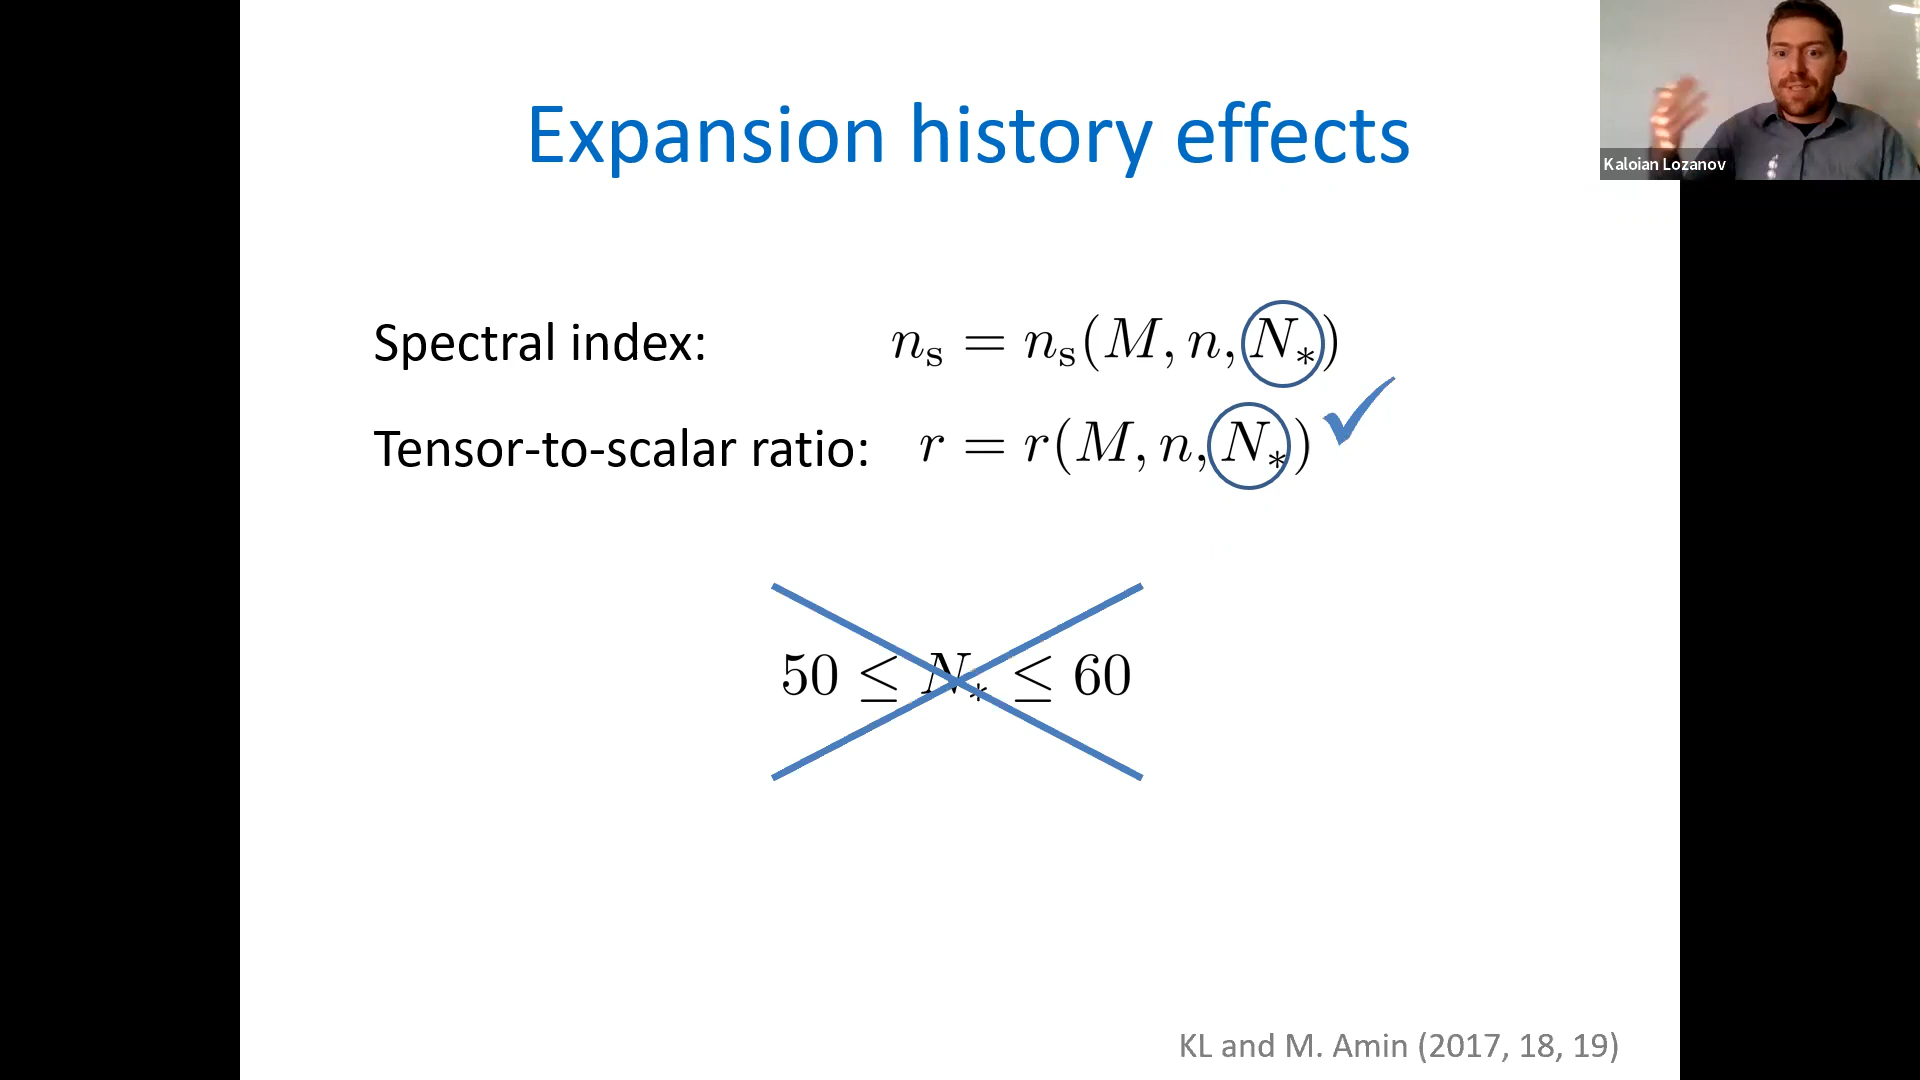 Expansion history effects
Kaloian Lozanov
Spectral index: n_s = n_s(M, n, N_*)
Tensor-to-scalar ratio: r = r(M, n, N_*)
50 ≤ N_* ≤ 60
KL and M. Amin (2017, 18, 19)